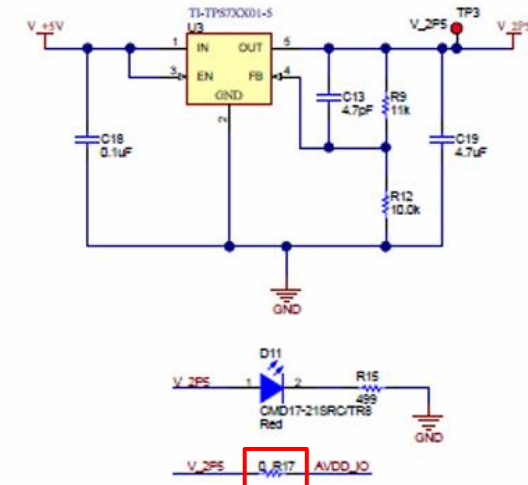 TI-TPS7XX01-5
U3
TP3
V_+5V
V_2P5
V_2P5
1 IN OUT 5
3 EN FB 4
GND
2
C18
0.1uF
C13
4.7pF
R9
11k
C19
4.7uF
R12
10.0k
GND
D11
V_2P5 1 2 R15
499
CMD17-21SRC/TR8
Red
GND
V_2P5 0 R17 AVDD_IO